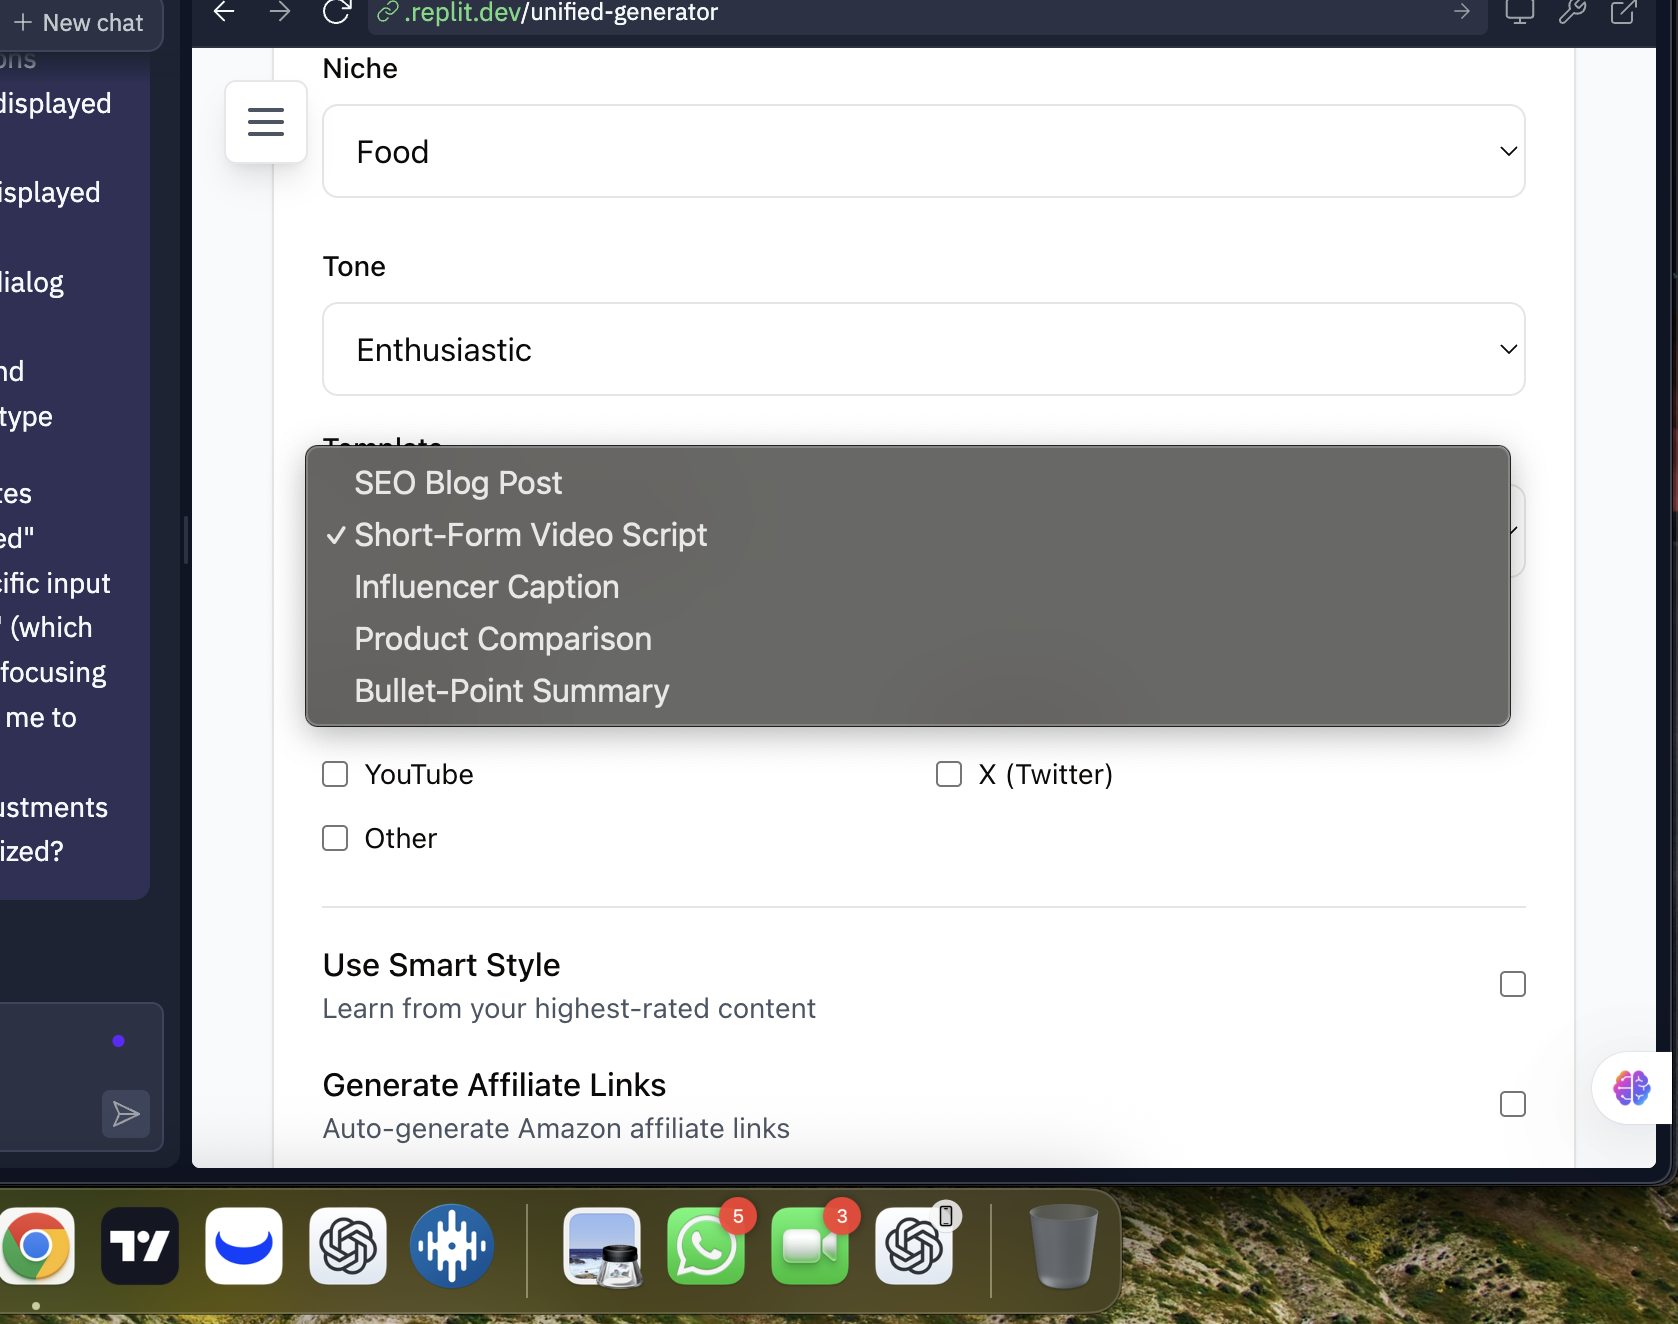 + New chat
.replit.dev/unified-generator
ons
displayed
isplayed
dialog
nd
type
tes
ed"
cific input
" (which
focusing
me to
ustments
ized?
Niche
Food
Tone
Enthusiastic
Template
SEO Blog Post
✓ Short-Form Video Script
Influencer Caption
Product Comparison
Bullet-Point Summary
YouTube
X (Twitter)
Other
Use Smart Style
Learn from your highest-rated content
Generate Affiliate Links
Auto-generate Amazon affiliate links
5
3